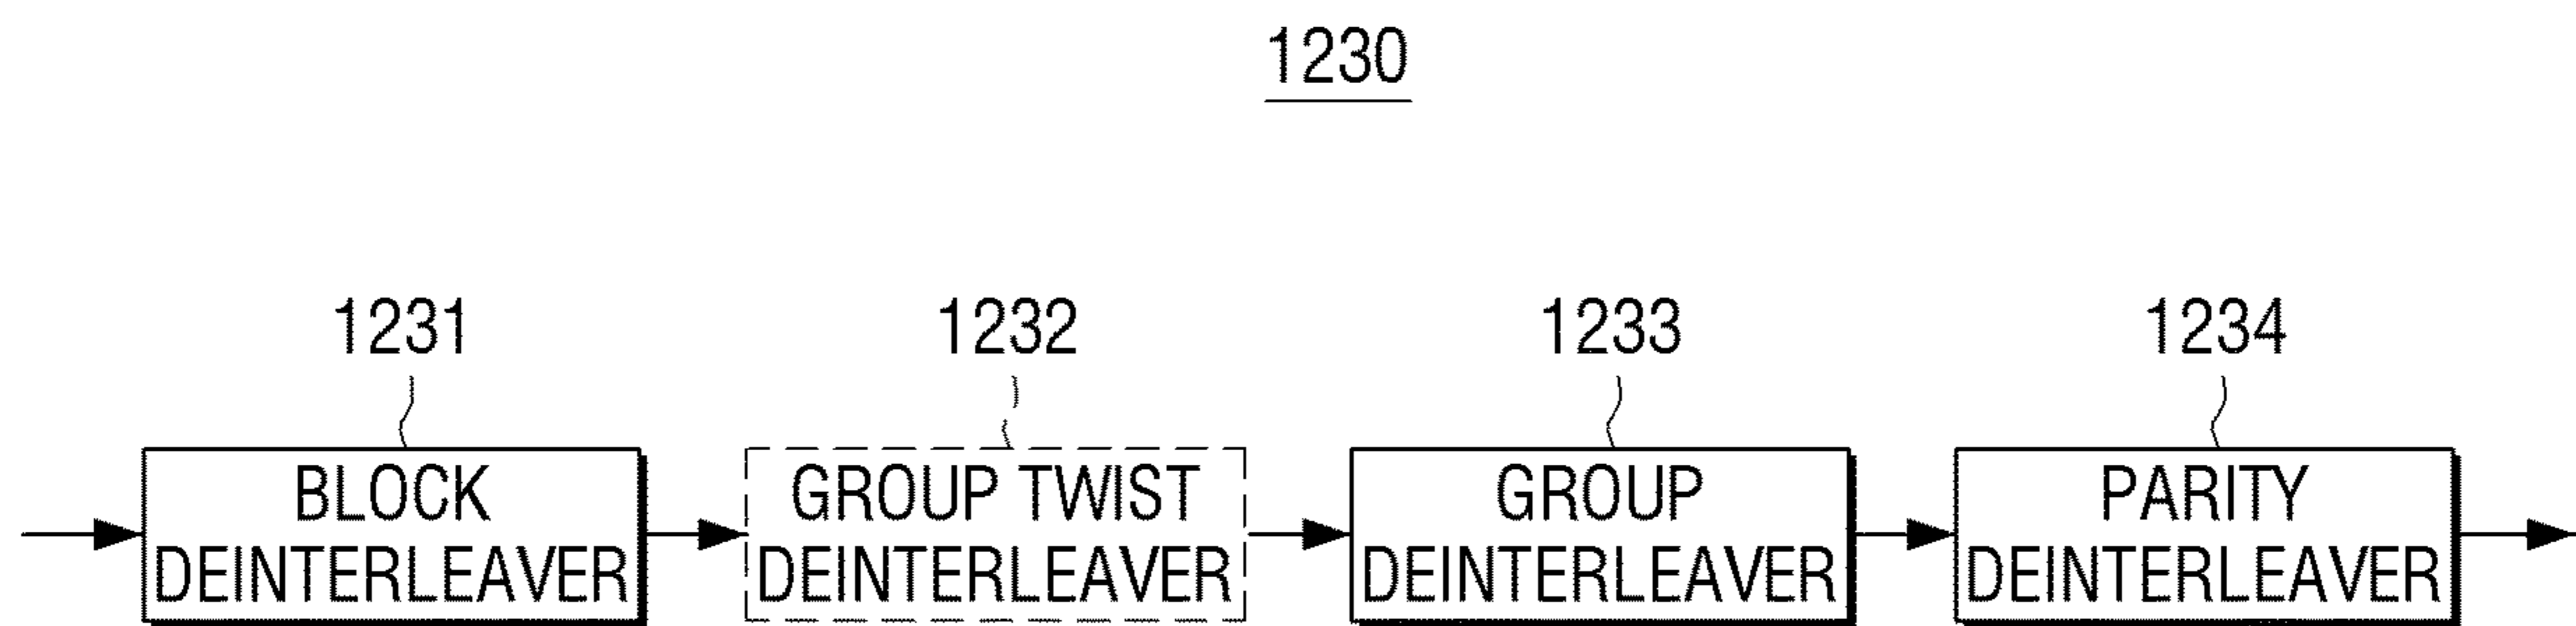 1230
1231
1232
1233
1234
BLOCK
DEINTERLEAVER
GROUP TWIST
DEINTERLEAVER
GROUP
DEINTERLEAVER
PARITY
DEINTERLEAVER